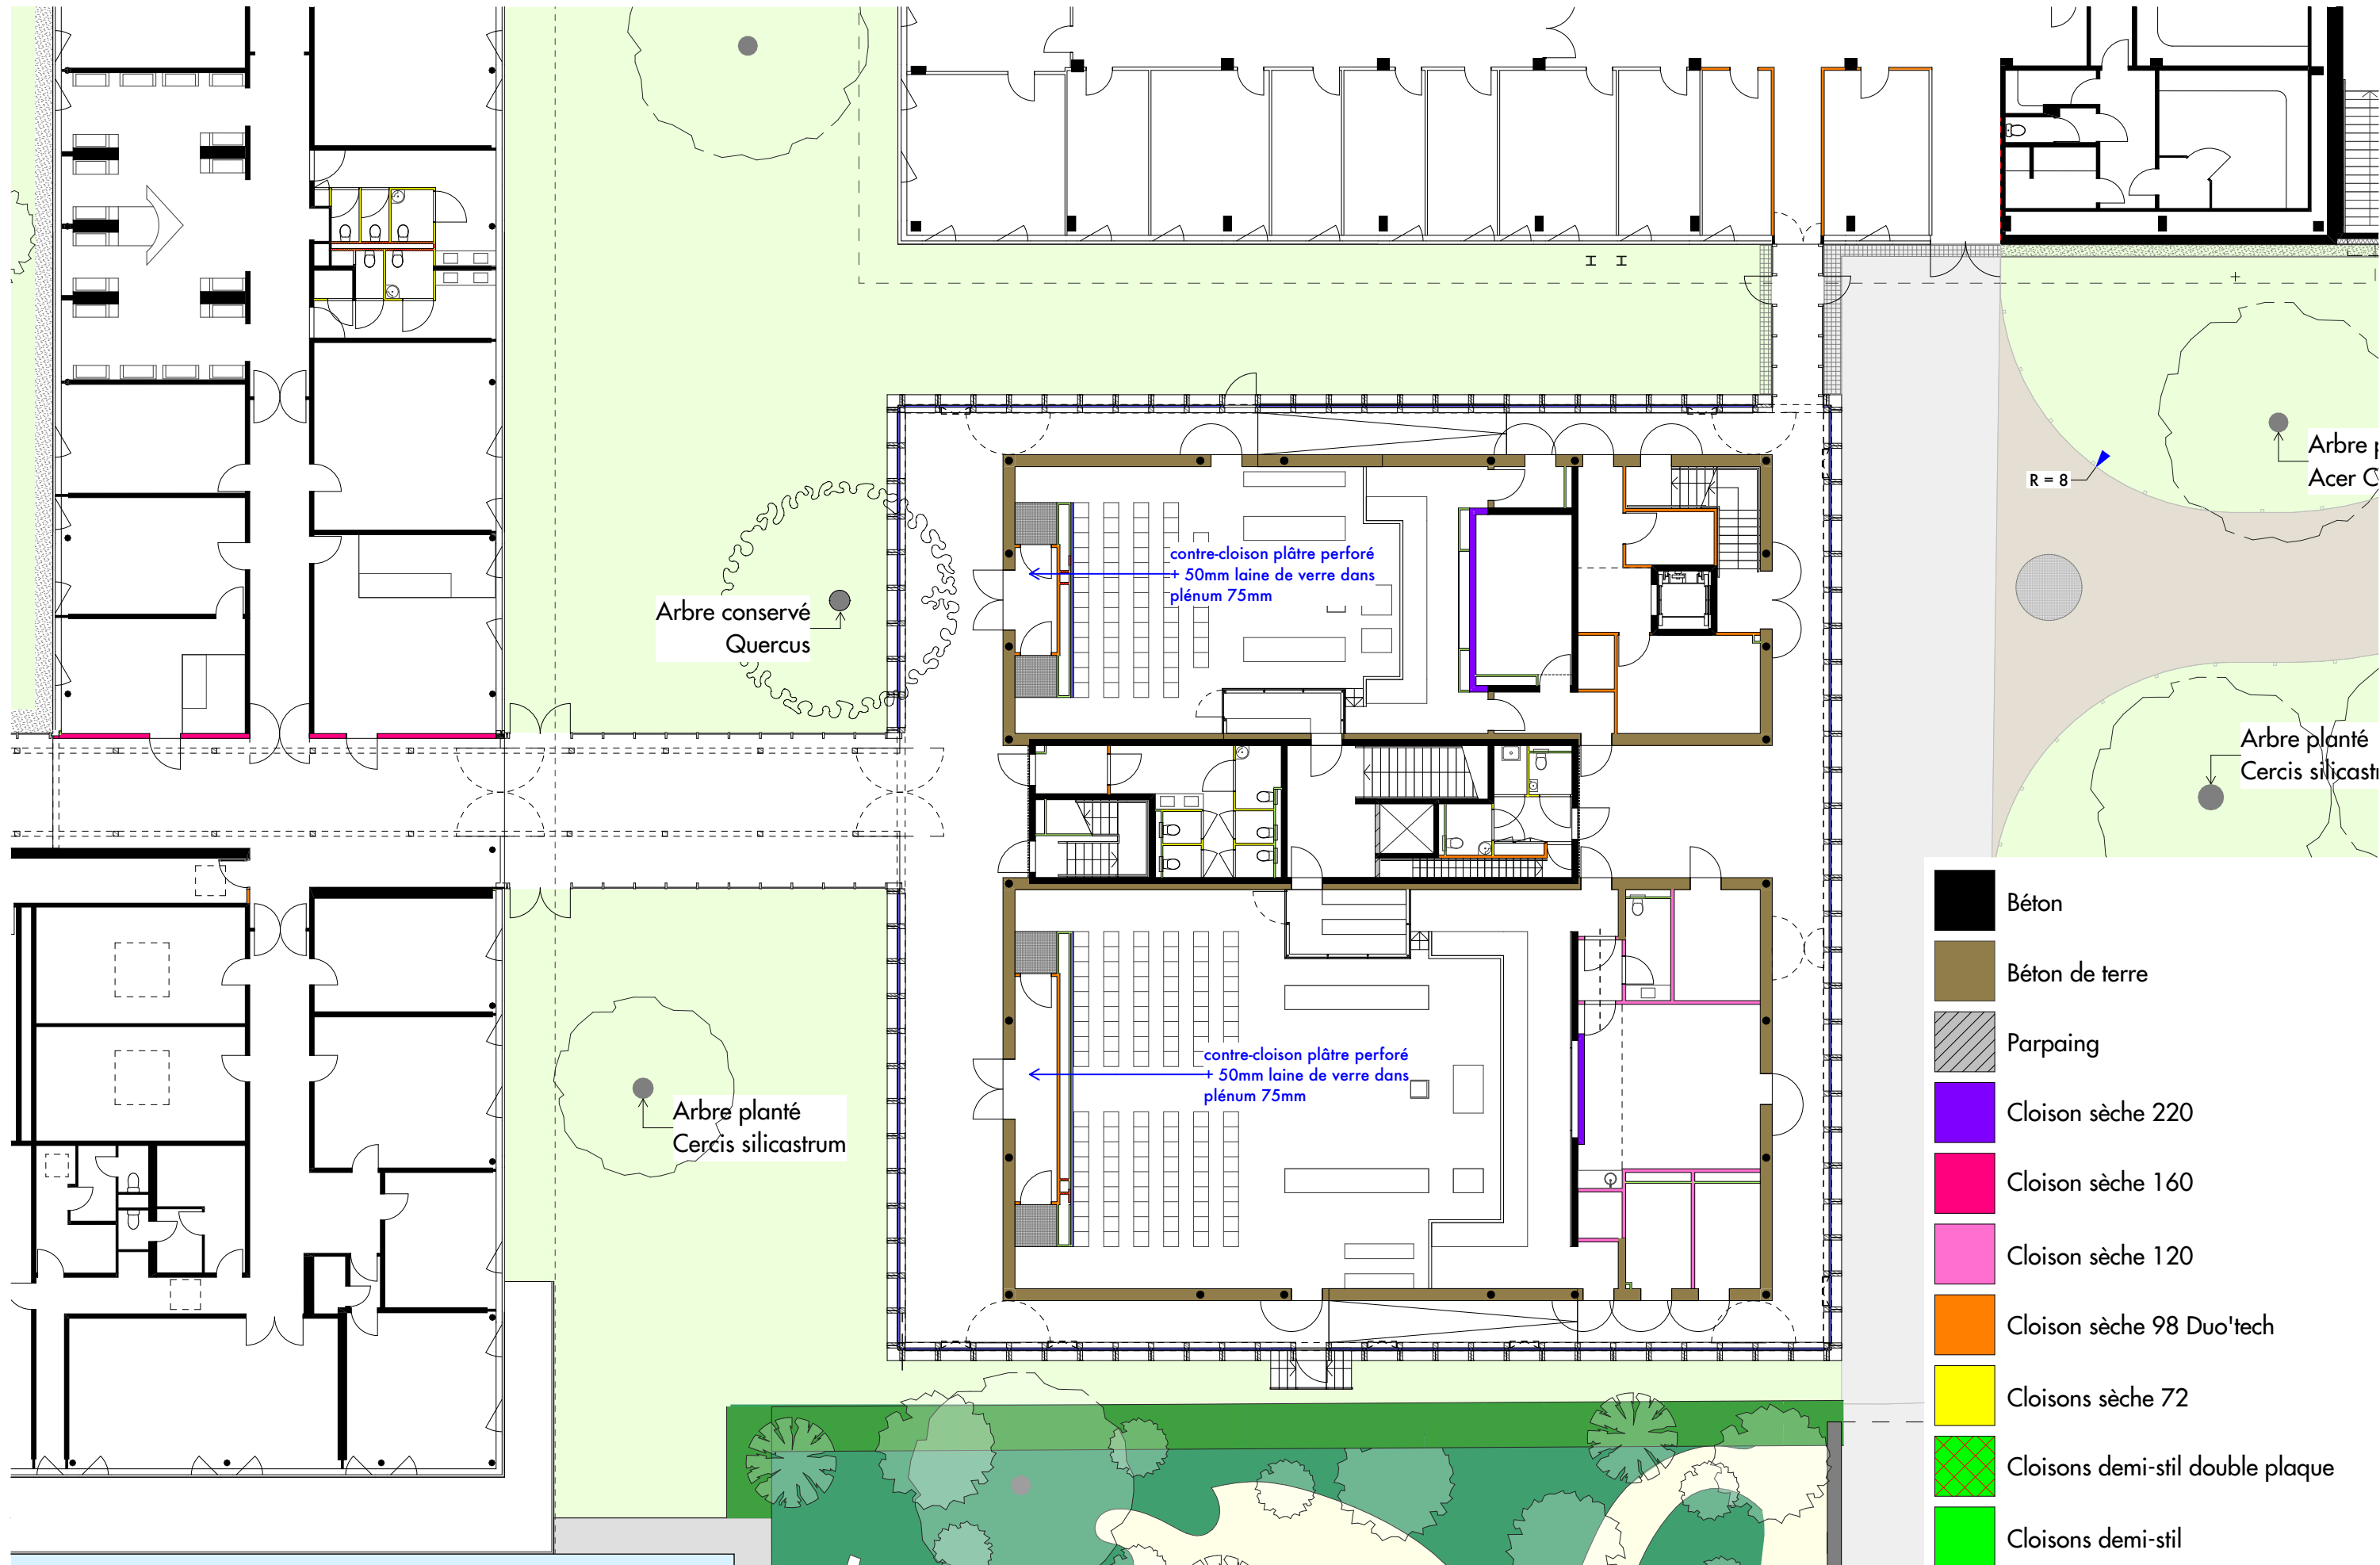 Arbre p
Acer C
R = 8
contre-cloison plâtre perforé
+ 50mm laine de verre dans
plénum 75mm
Arbre conservé
Quercus
Arbre planté
Cercis silicastr
contre-cloison plâtre perforé
+ 50mm laine de verre dans
plénum 75mm
Arbre planté
Cercis silicastrum
Béton
Béton de terre
Parpaing
Cloison sèche 220
Cloison sèche 160
Cloison sèche 120
Cloison sèche 98 Duo'tech
Cloisons sèche 72
Cloisons demi-stil double plaque
Cloisons demi-stil